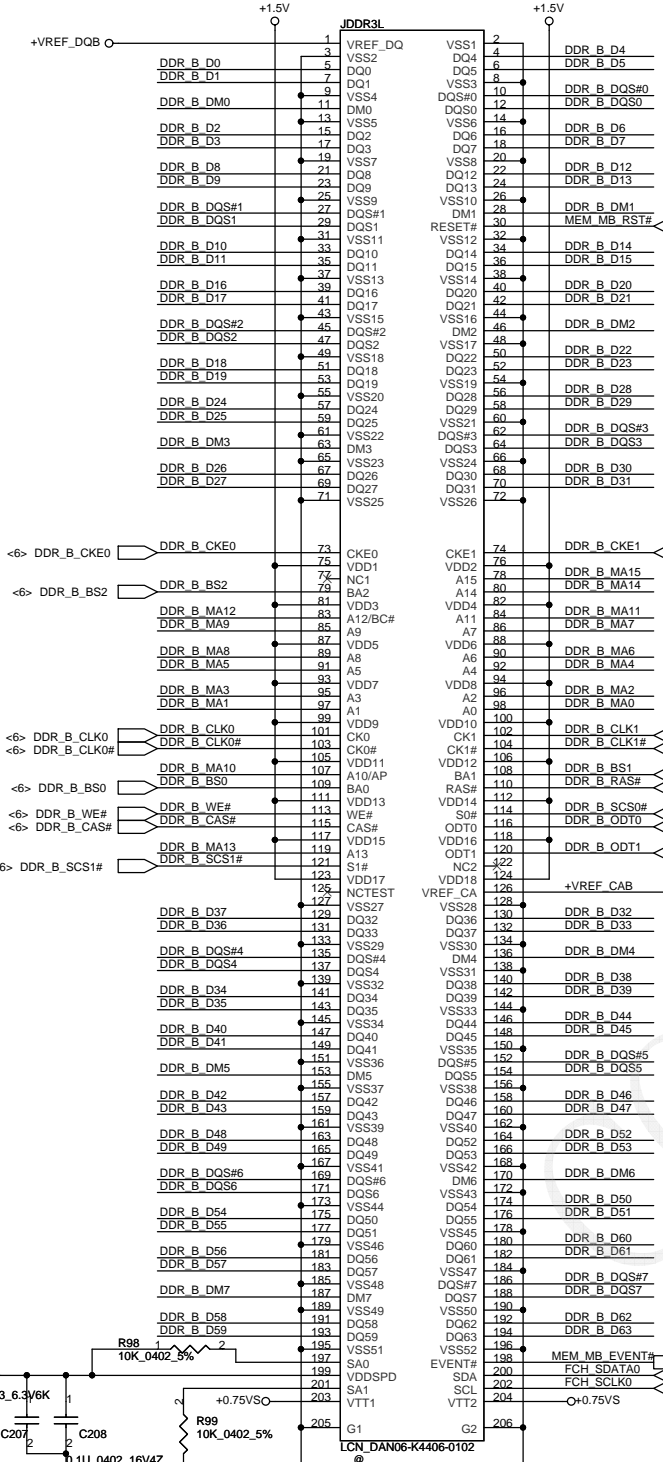 +1.5V +1.5V
JDDR3L
+VREF_DQB 1 VREF_DQ VSS1 2
3 VSS2 DQ4 4 DDR_B_D4
DDR_B_D0 5 DQ0 DQ5 6 DDR_B_D5
DDR_B_D1 7 DQ1 VSS3 8
9 VSS4 DQS#0 10 DDR_B_DQS#0
DDR_B_DM0 11 DM0 DQS0 12 DDR_B_DQS0
13 VSS5 VSS6 14
DDR_B_D2 15 DQ2 DQ6 16 DDR_B_D6
DDR_B_D3 17 DQ3 DQ7 18 DDR_B_D7
19 VSS7 VSS8 20
DDR_B_D8 21 DQ8 DQ12 22 DDR_B_D12
DDR_B_D9 23 DQ9 DQ13 24 DDR_B_D13
25 VSS9 VSS10 26
DDR_B_DQS#1 27 DQS#1 DM1 28 DDR_B_DM1
DDR_B_DQS1 29 DQS1 RESET# 30 MEM_MB_RST#
31 VSS11 VSS12 32
DDR_B_D10 33 DQ10 DQ14 34 DDR_B_D14
DDR_B_D11 35 DQ11 DQ15 36 DDR_B_D15
37 VSS13 VSS14 38
DDR_B_D16 39 DQ16 DQ20 40 DDR_B_D20
DDR_B_D17 41 DQ17 DQ21 42 DDR_B_D21
43 VSS15 VSS16 44
DDR_B_DQS#2 45 DQS#2 DM2 46 DDR_B_DM2
DDR_B_DQS2 47 DQS2 VSS17 48
49 VSS18 DQ22 50 DDR_B_D22
DDR_B_D18 51 DQ18 DQ23 52 DDR_B_D23
DDR_B_D19 53 DQ19 VSS19 54
55 VSS20 DQ28 56 DDR_B_D28
DDR_B_D24 57 DQ24 DQ29 58 DDR_B_D29
DDR_B_D25 59 DQ25 VSS21 60
61 VSS22 DQS#3 62 DDR_B_DQS#3
DDR_B_DM3 63 DM3 DQS3 64 DDR_B_DQS3
65 VSS23 VSS24 66
DDR_B_D26 67 DQ26 DQ30 68 DDR_B_D30
DDR_B_D27 69 DQ27 DQ31 70 DDR_B_D31
71 VSS25 VSS26 72
<6> DDR_B_CKE0 DDR_B_CKE0 73 CKE0 CKE1 74 DDR_B_CKE1
75 VDD1 VDD2 76
77 NC1 A15 78 DDR_B_MA15
<6> DDR_B_BS2 DDR_B_BS2 79 BA2 A14 80 DDR_B_MA14
81 VDD3 VDD4 82
DDR_B_MA12 83 A12/BC# A11 84 DDR_B_MA11
DDR_B_MA9 85 A9 A7 86 DDR_B_MA7
87 VDD5 VDD6 88
DDR_B_MA8 89 A8 A6 90 DDR_B_MA6
DDR_B_MA5 91 A5 A4 92 DDR_B_MA4
93 VDD7 VDD8 94
DDR_B_MA3 95 A3 A2 96 DDR_B_MA2
DDR_B_MA1 97 A1 A0 98 DDR_B_MA0
99 VDD9 VDD10 100
<6> DDR_B_CLK0 DDR_B_CLK0 101 CK0 CK1 102 DDR_B_CLK1
<6> DDR_B_CLK0# DDR_B_CLK0# 103 CK0# CK1# 104 DDR_B_CLK1#
105 VDD11 VDD12 106
DDR_B_MA10 107 A10/AP BA1 108 DDR_B_BS1
<6> DDR_B_BS0 DDR_B_BS0 109 BA0 RAS# 110 DDR_B_RAS#
111 VDD13 VDD14 112
<6> DDR_B_WE# DDR_B_WE# 113 WE# S0# 114 DDR_B_SCS0#
<6> DDR_B_CAS# DDR_B_CAS# 115 CAS# ODT0 116 DDR_B_ODT0
117 VDD15 VDD16 118
DDR_B_MA13 119 A13 ODT1 120 DDR_B_ODT1
6> DDR_B_SCS1# DDR_B_SCS1# 121 S1# NC2 122
123 VDD17 VDD18 124
125 NCTEST VREF_CA 126 +VREF_CAB
127 VSS27 VSS28 128
DDR_B_D37 129 DQ32 DQ36 130 DDR_B_D32
DDR_B_D36 131 DQ33 DQ37 132 DDR_B_D33
133 VSS29 VSS30 134
DDR_B_DQS#4 135 DQS#4 DM4 136 DDR_B_DM4
DDR_B_DQS4 137 DQS4 VSS31 138
139 VSS32 DQ38 140 DDR_B_D38
DDR_B_D34 141 DQ34 DQ39 142 DDR_B_D39
DDR_B_D35 143 DQ35 VSS33 144
145 VSS34 DQ44 146 DDR_B_D44
DDR_B_D40 147 DQ40 DQ45 148 DDR_B_D45
DDR_B_D41 149 DQ41 VSS35 150
151 VSS36 DQS#5 152 DDR_B_DQS#5
DDR_B_DM5 153 DM5 DQS5 154 DDR_B_DQS5
155 VSS37 VSS38 156
DDR_B_D42 157 DQ42 DQ46 158 DDR_B_D46
DDR_B_D43 159 DQ43 DQ47 160 DDR_B_D47
161 VSS39 VSS40 162
DDR_B_D48 163 DQ48 DQ52 164 DDR_B_D52
DDR_B_D49 165 DQ49 DQ53 166 DDR_B_D53
167 VSS41 VSS42 168
DDR_B_DQS#6 169 DQS#6 DM6 170 DDR_B_DM6
DDR_B_DQS6 171 DQS6 VSS43 172
173 VSS44 DQ54 174 DDR_B_D50
DDR_B_D54 175 DQ50 DQ55 176 DDR_B_D51
DDR_B_D55 177 DQ51 VSS45 178
179 VSS46 DQ60 180 DDR_B_D60
DDR_B_D56 181 DQ56 DQ61 182 DDR_B_D61
DDR_B_D57 183 DQ57 VSS47 184
185 VSS48 DQS#7 186 DDR_B_DQS#7
DDR_B_DM7 187 DM7 DQS7 188 DDR_B_DQS7
189 VSS49 VSS50 190
DDR_B_D58 191 DQ58 DQ62 192 DDR_B_D62
DDR_B_D59 193 DQ59 DQ63 194 DDR_B_D63
R98 195 VSS51 VSS52 196
1 2 10K_0402_5% 197 SA0 EVENT# 198 MEM_MB_EVENT#
199 VDDSPD SDA 200 FCH_SDATA0
201 SA1 SCL 202 FCH_SCLK0
3_6.3V6K 1 2 +0.75VS 203 VTT1 VTT2 204 +0.75VS
R99
C207 C208 10K_0402_5% 205 G1 G2 206
2 2
LCN_DAN06-K4406-0102
0.1U_0402_16V4Z @